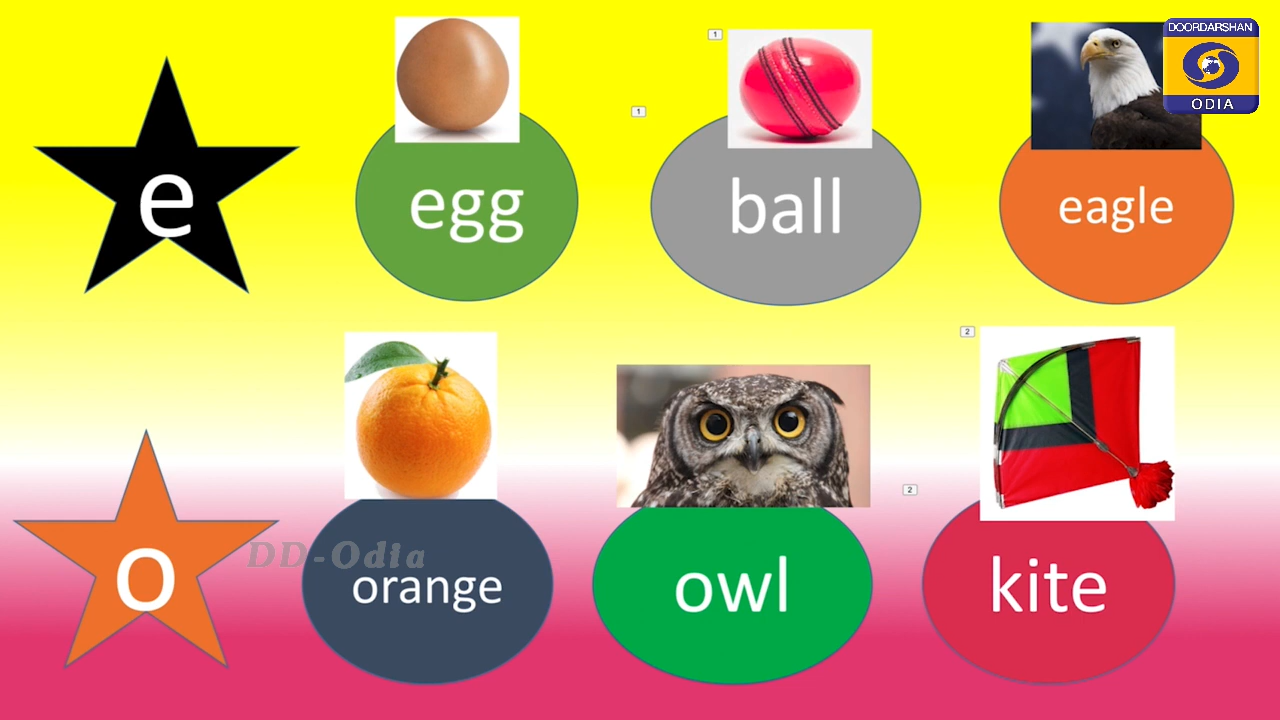 DOORDARSHAN
ODIA
1
1
e
egg
ball
eagle
2
2
DD-Odia
o
orange
owl
kite